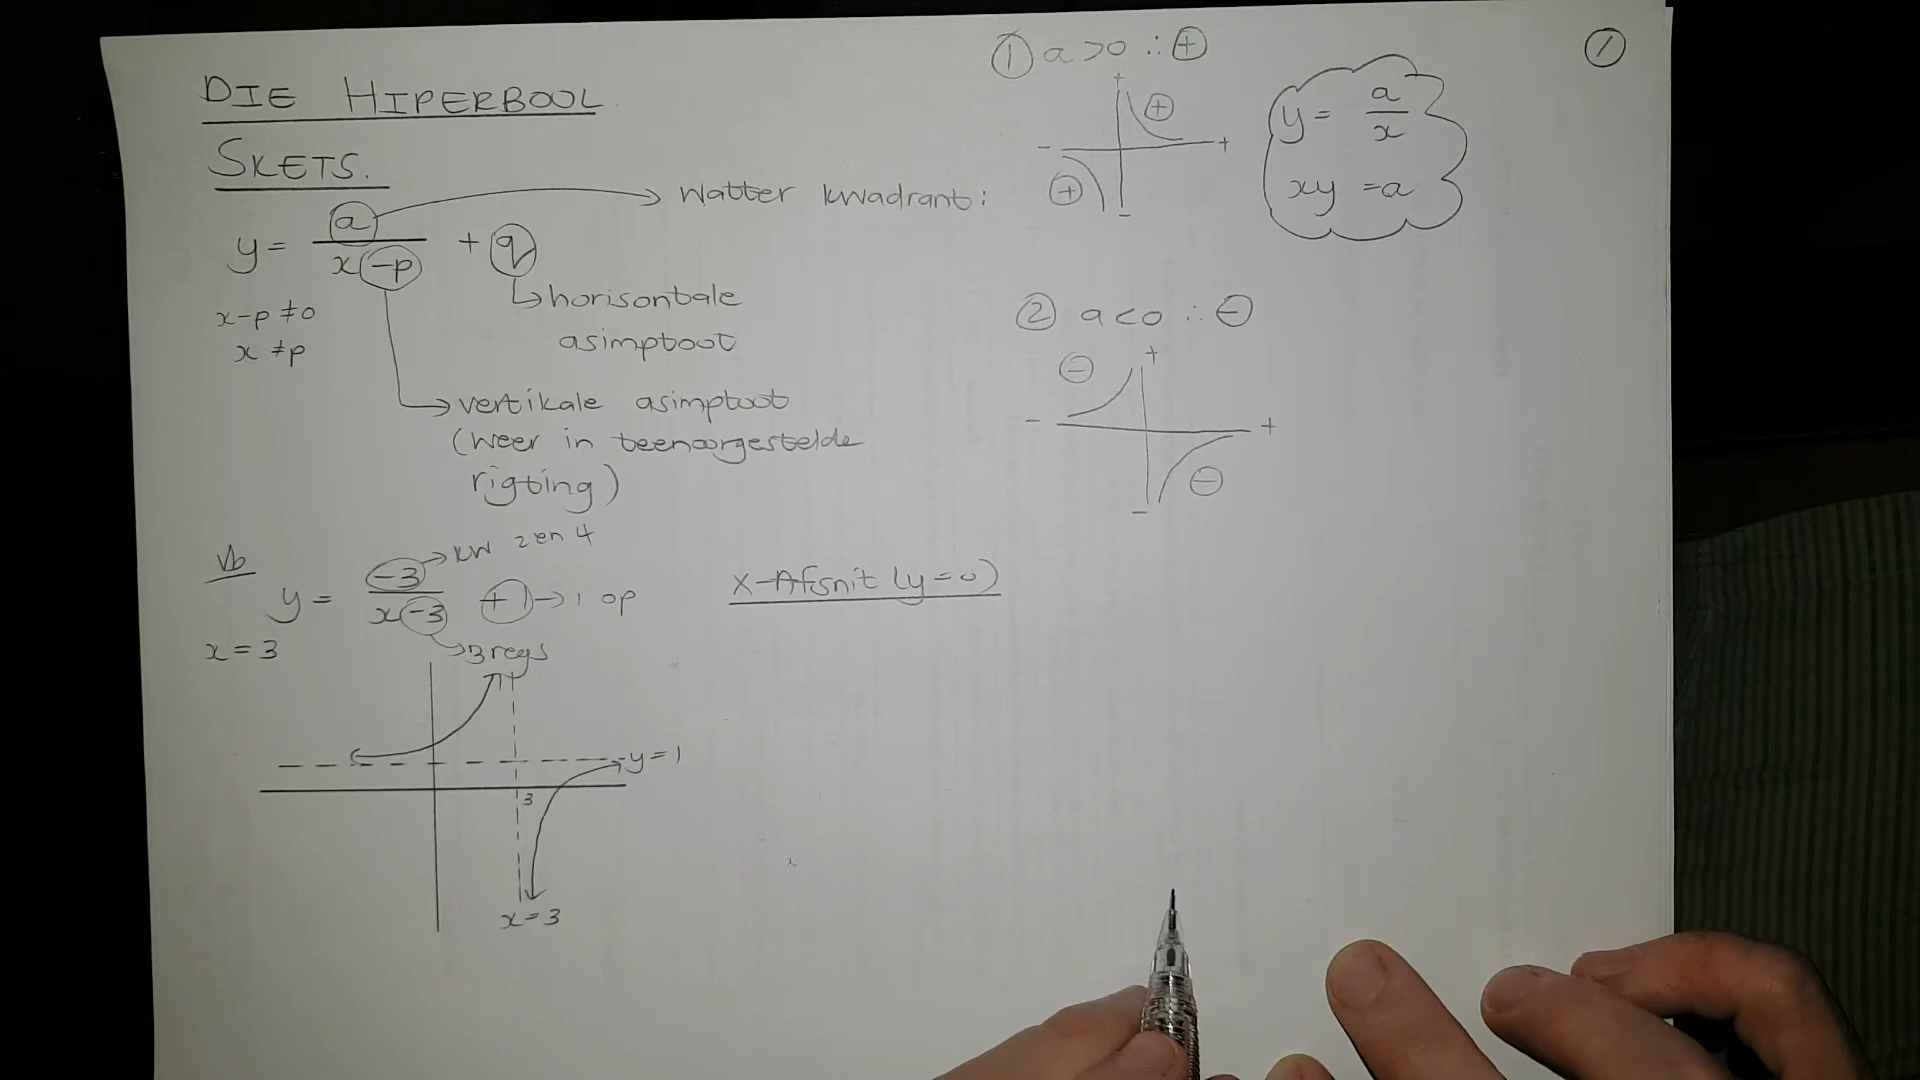 DIE HIPERBOOL
SKETS.
y = a / x - p + q
Watter kwadrant:
x-p ≠ 0
x ≠ p
horisontale
asimptoot
vertikale asimptoot
(Weer in teenoorgestelde
rigting)
① a > 0 ∴ ⊕
+
⊕
- +
⊕
-
y = a / x
xy = a
1
② a < 0 ∴ ⊖
⊖ +
- +
⊖
-
Vb
y = -3 / x - 3 + 1
KW 2 en 4
1 op
3 regs
x = 3
y = 1
3
x = 3
X-Afsnit (y=0)